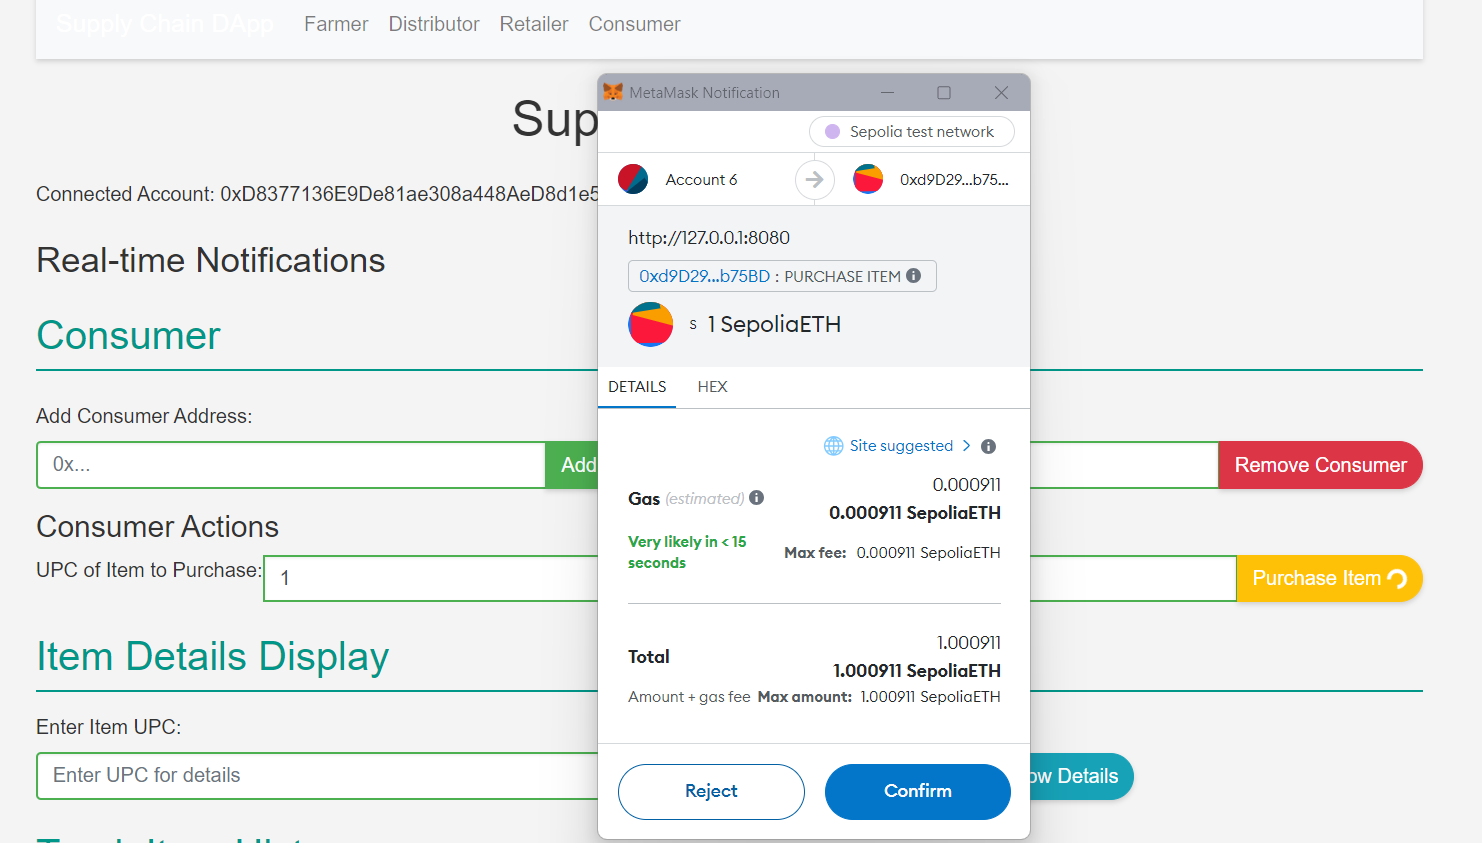 Supply Chain DApp Farmer Distributor Retailer Consumer
MetaMask Notification
Sepolia test network
Account 6
0xd9D29...b75...
http://127.0.0.1:8080
0xd9D29...b75BD : PURCHASE ITEM
s 1 SepoliaETH
DETAILS HEX
Site suggested >
Gas (estimated)
0.000911
0.000911 SepoliaETH
Very likely in < 15
seconds
Max fee: 0.000911 SepoliaETH
Total
1.000911
1.000911 SepoliaETH
Amount + gas fee Max amount: 1.000911 SepoliaETH
Reject Confirm
Sup
Connected Account: 0xD8377136E9De81ae308a448AeD8d1e5
Real-time Notifications
Consumer
Add Consumer Address:
0x...
Add
Remove Consumer
Consumer Actions
UPC of Item to Purchase: 1
Purchase Item
Item Details Display
Enter Item UPC:
Enter UPC for details
ow Details